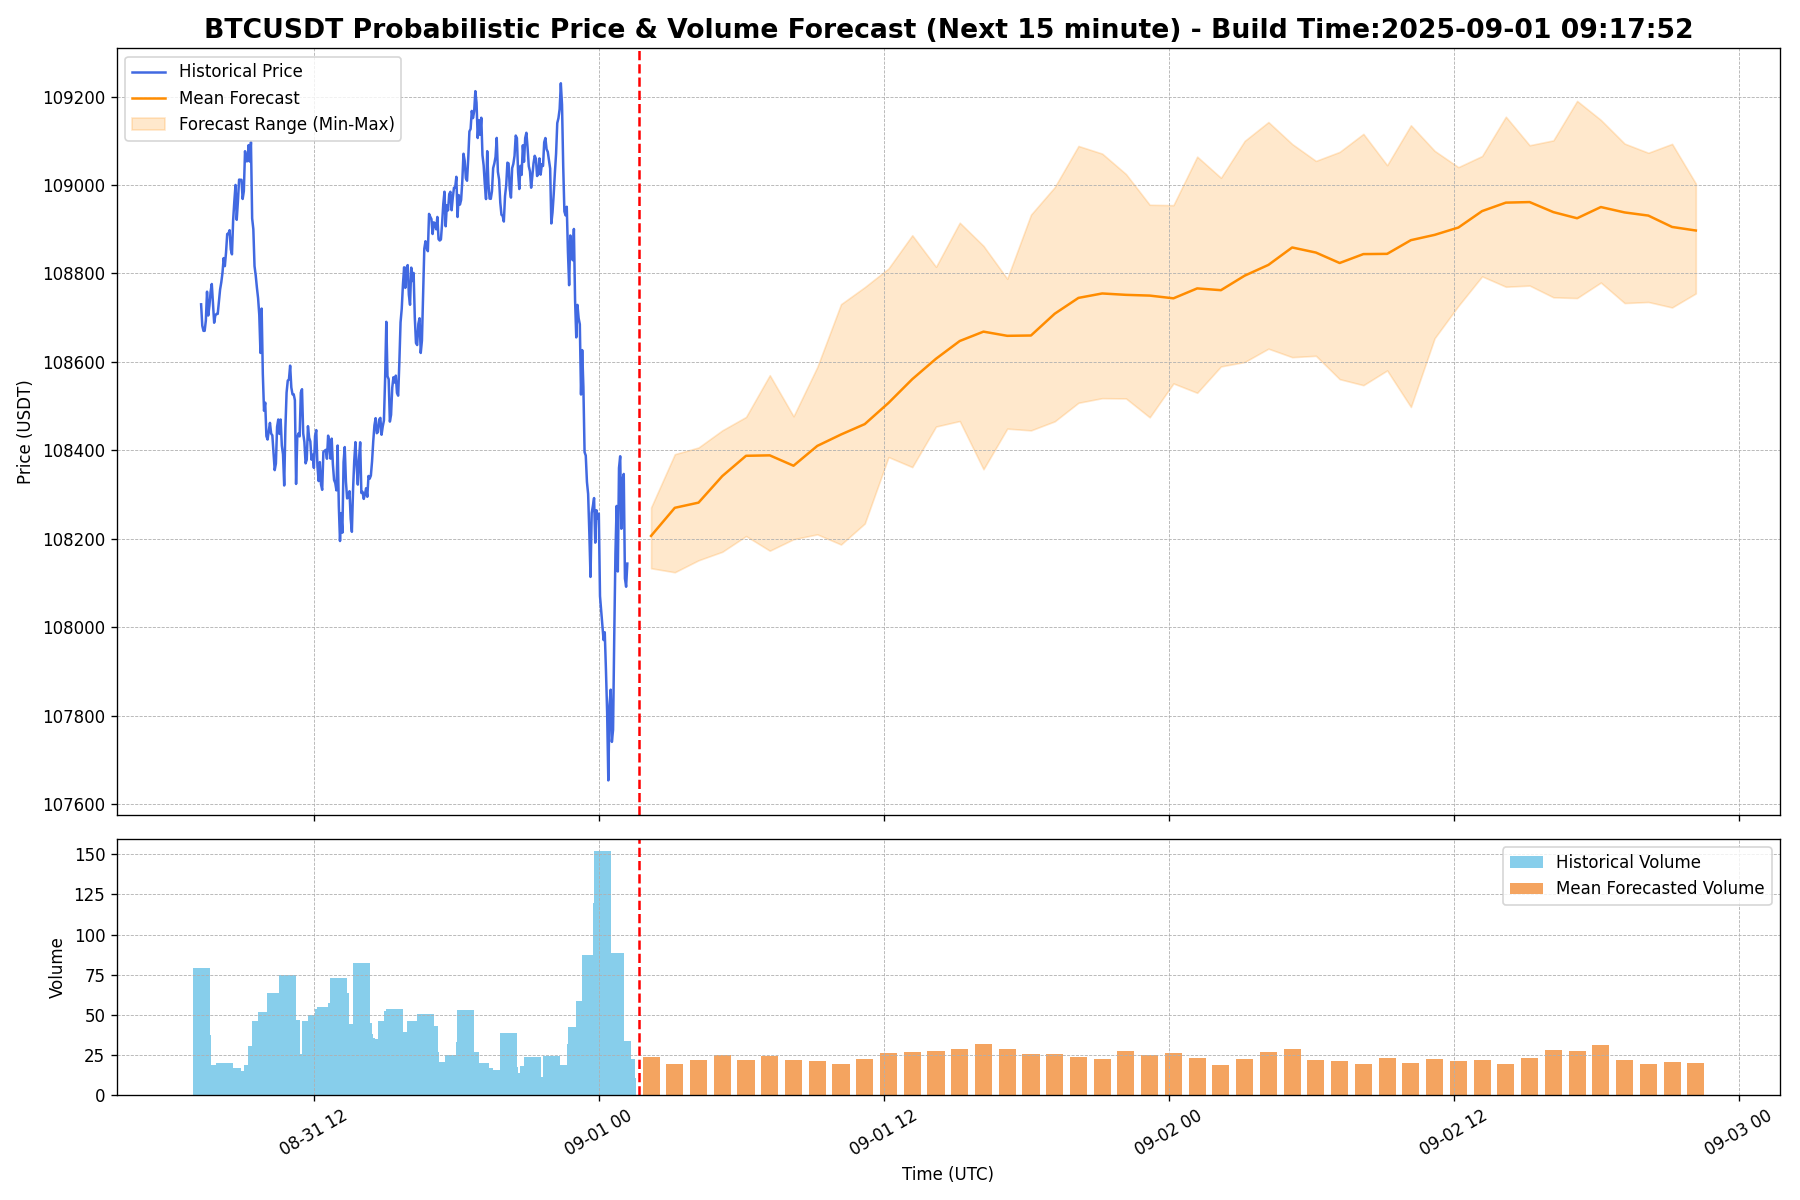 BTCUSDT Probabilistic Price & Volume Forecast (Next 15 minute) - Build Time:2025-09-01 09:17:52
Historical Price
Mean Forecast
Forecast Range (Min-Max)
109200
109000
108800
108600
108400
108200
108000
107800
107600
Price (USDT)
Historical Volume
Mean Forecasted Volume
150
125
100
75
50
25
0
Volume
08-31 12
09-01 00
09-01 12
09-02 00
09-02 12
09-03 00
Time (UTC)